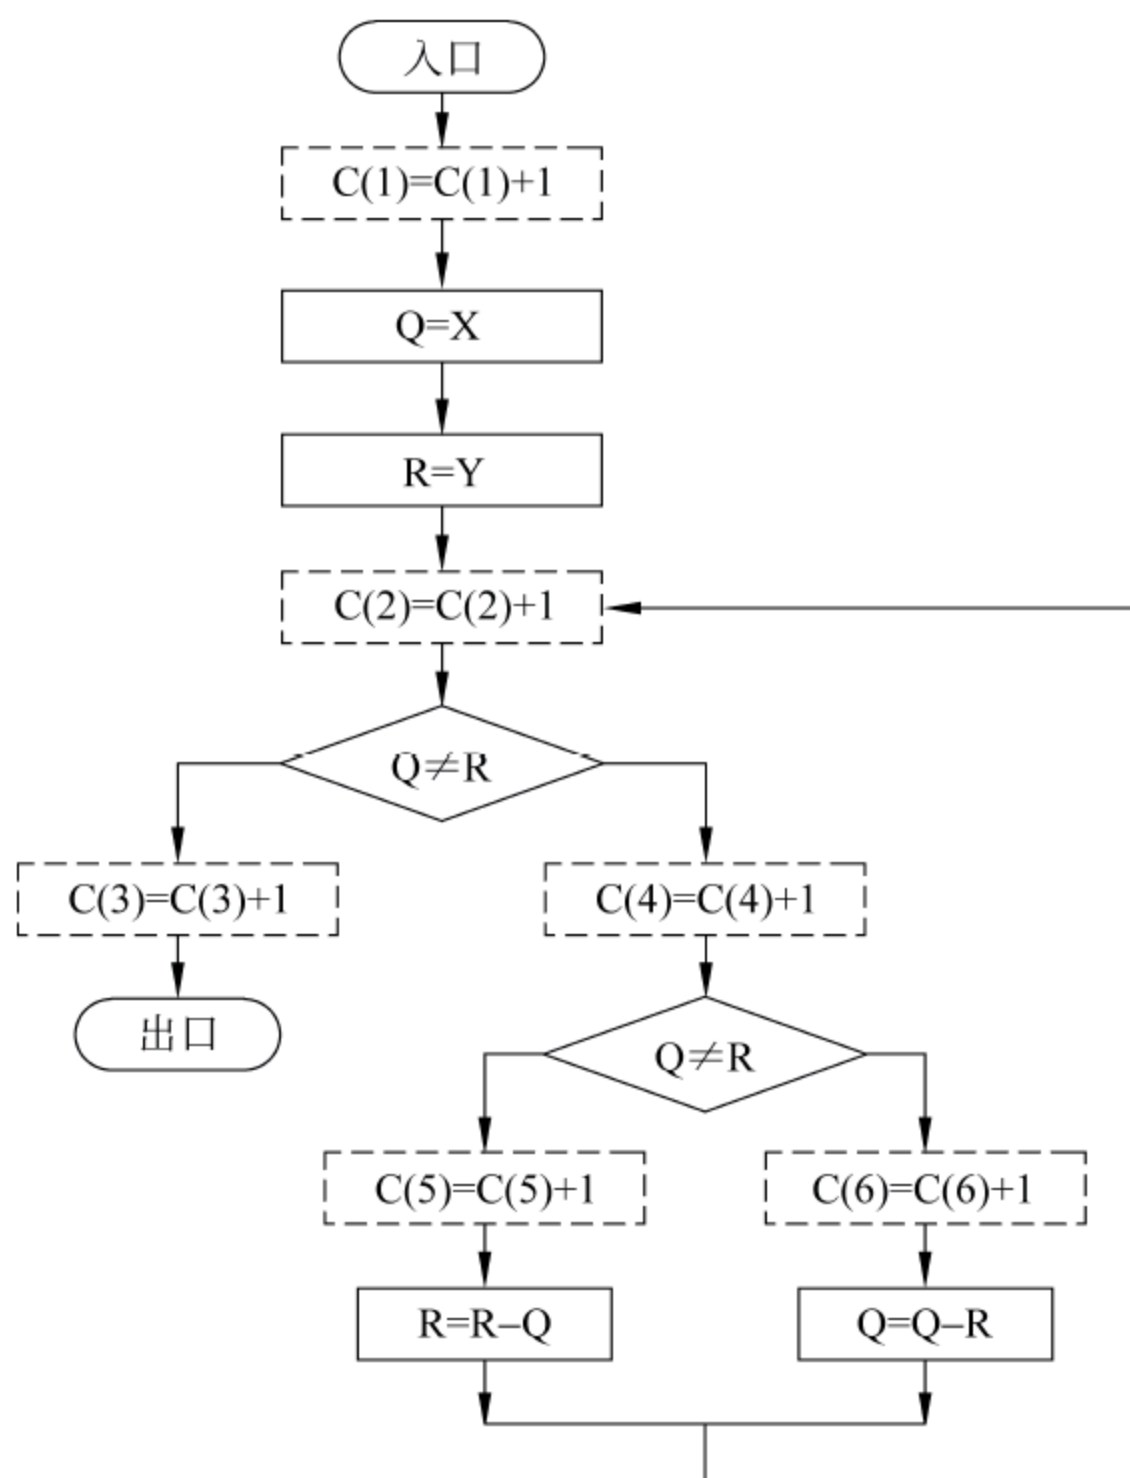 入口
C(1)=C(1)+1
Q=X
R=Y
C(2)=C(2)+1
Q≠R
C(3)=C(3)+1
C(4)=C(4)+1
出口
Q≠R
C(5)=C(5)+1
C(6)=C(6)+1
R=R–Q
Q=Q–R